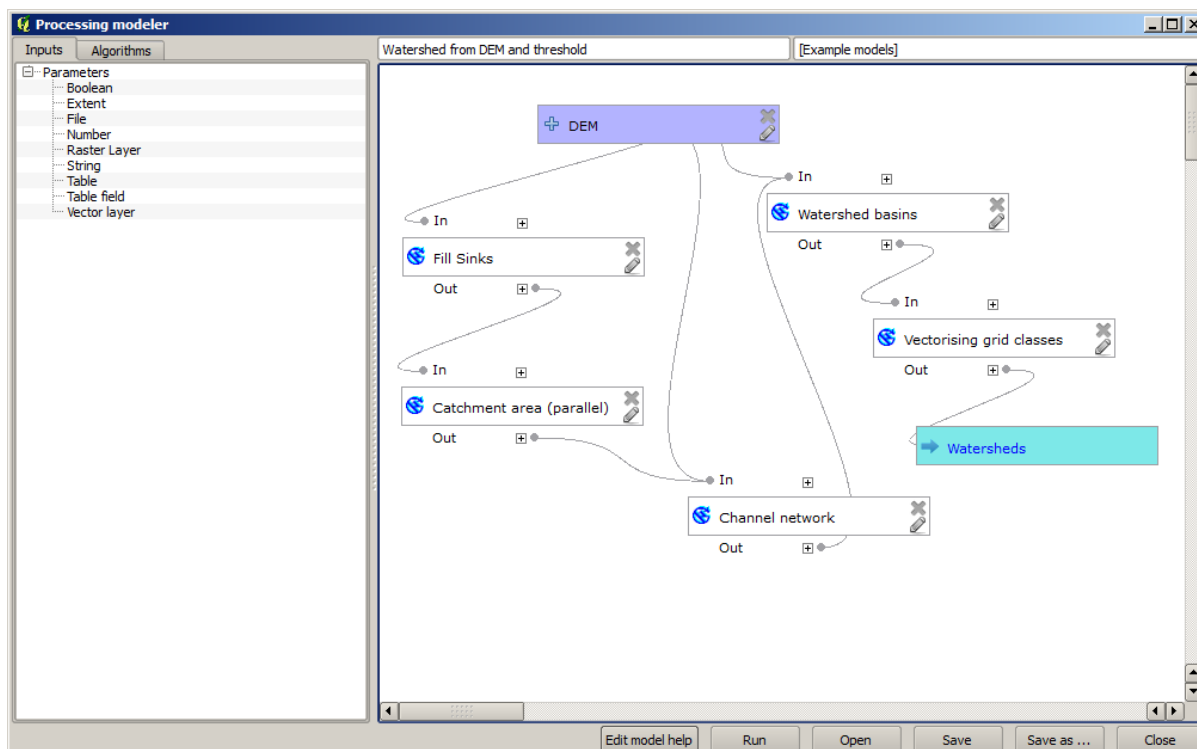 Processing modeler
Inputs
Algorithms
Watershed from DEM and threshold
[Example models]
Parameters
Boolean
Extent
File
Number
Raster Layer
String
Table
Table field
Vector layer
DEM
In
Watershed basins
Out
In
Fill Sinks
Out
In
Vectorising grid classes
Out
In
Catchment area (parallel)
Out
Watersheds
In
Channel network
Out
Edit model help
Run
Open
Save
Save as ...
Close